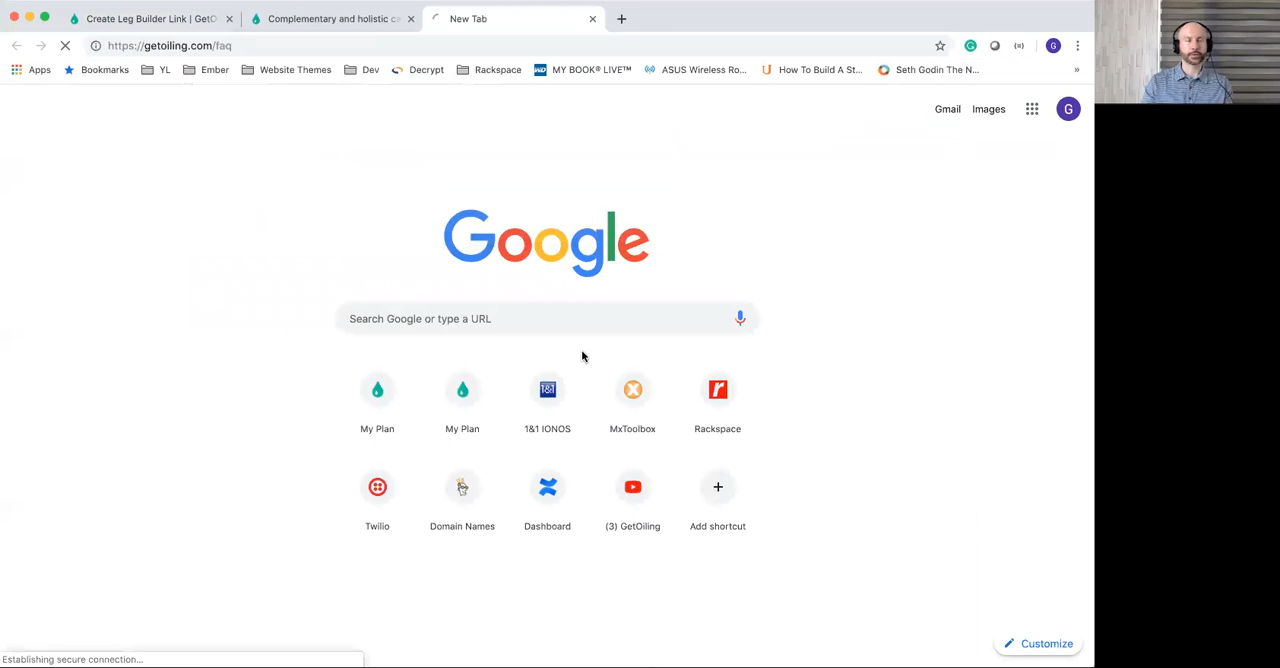 Create Leg Builder Link | GetO
Complementary and holistic ca
New Tab
https://getoiling.com/faq
G
Apps
Bookmarks
YL
Ember
Website Themes
Dev
Decrypt
Rackspace
MY BOOK® LIVE™
ASUS Wireless Ro...
How To Build A St...
Seth Godin The N...
»
Gmail
Images
G
Google
Search Google or type a URL
1&1
r
My Plan
My Plan
1&1 IONOS
MxToolbox
Rackspace
Twilio
Domain Names
Dashboard
(3) GetOiling
Add shortcut
Customize
Establishing secure connection...